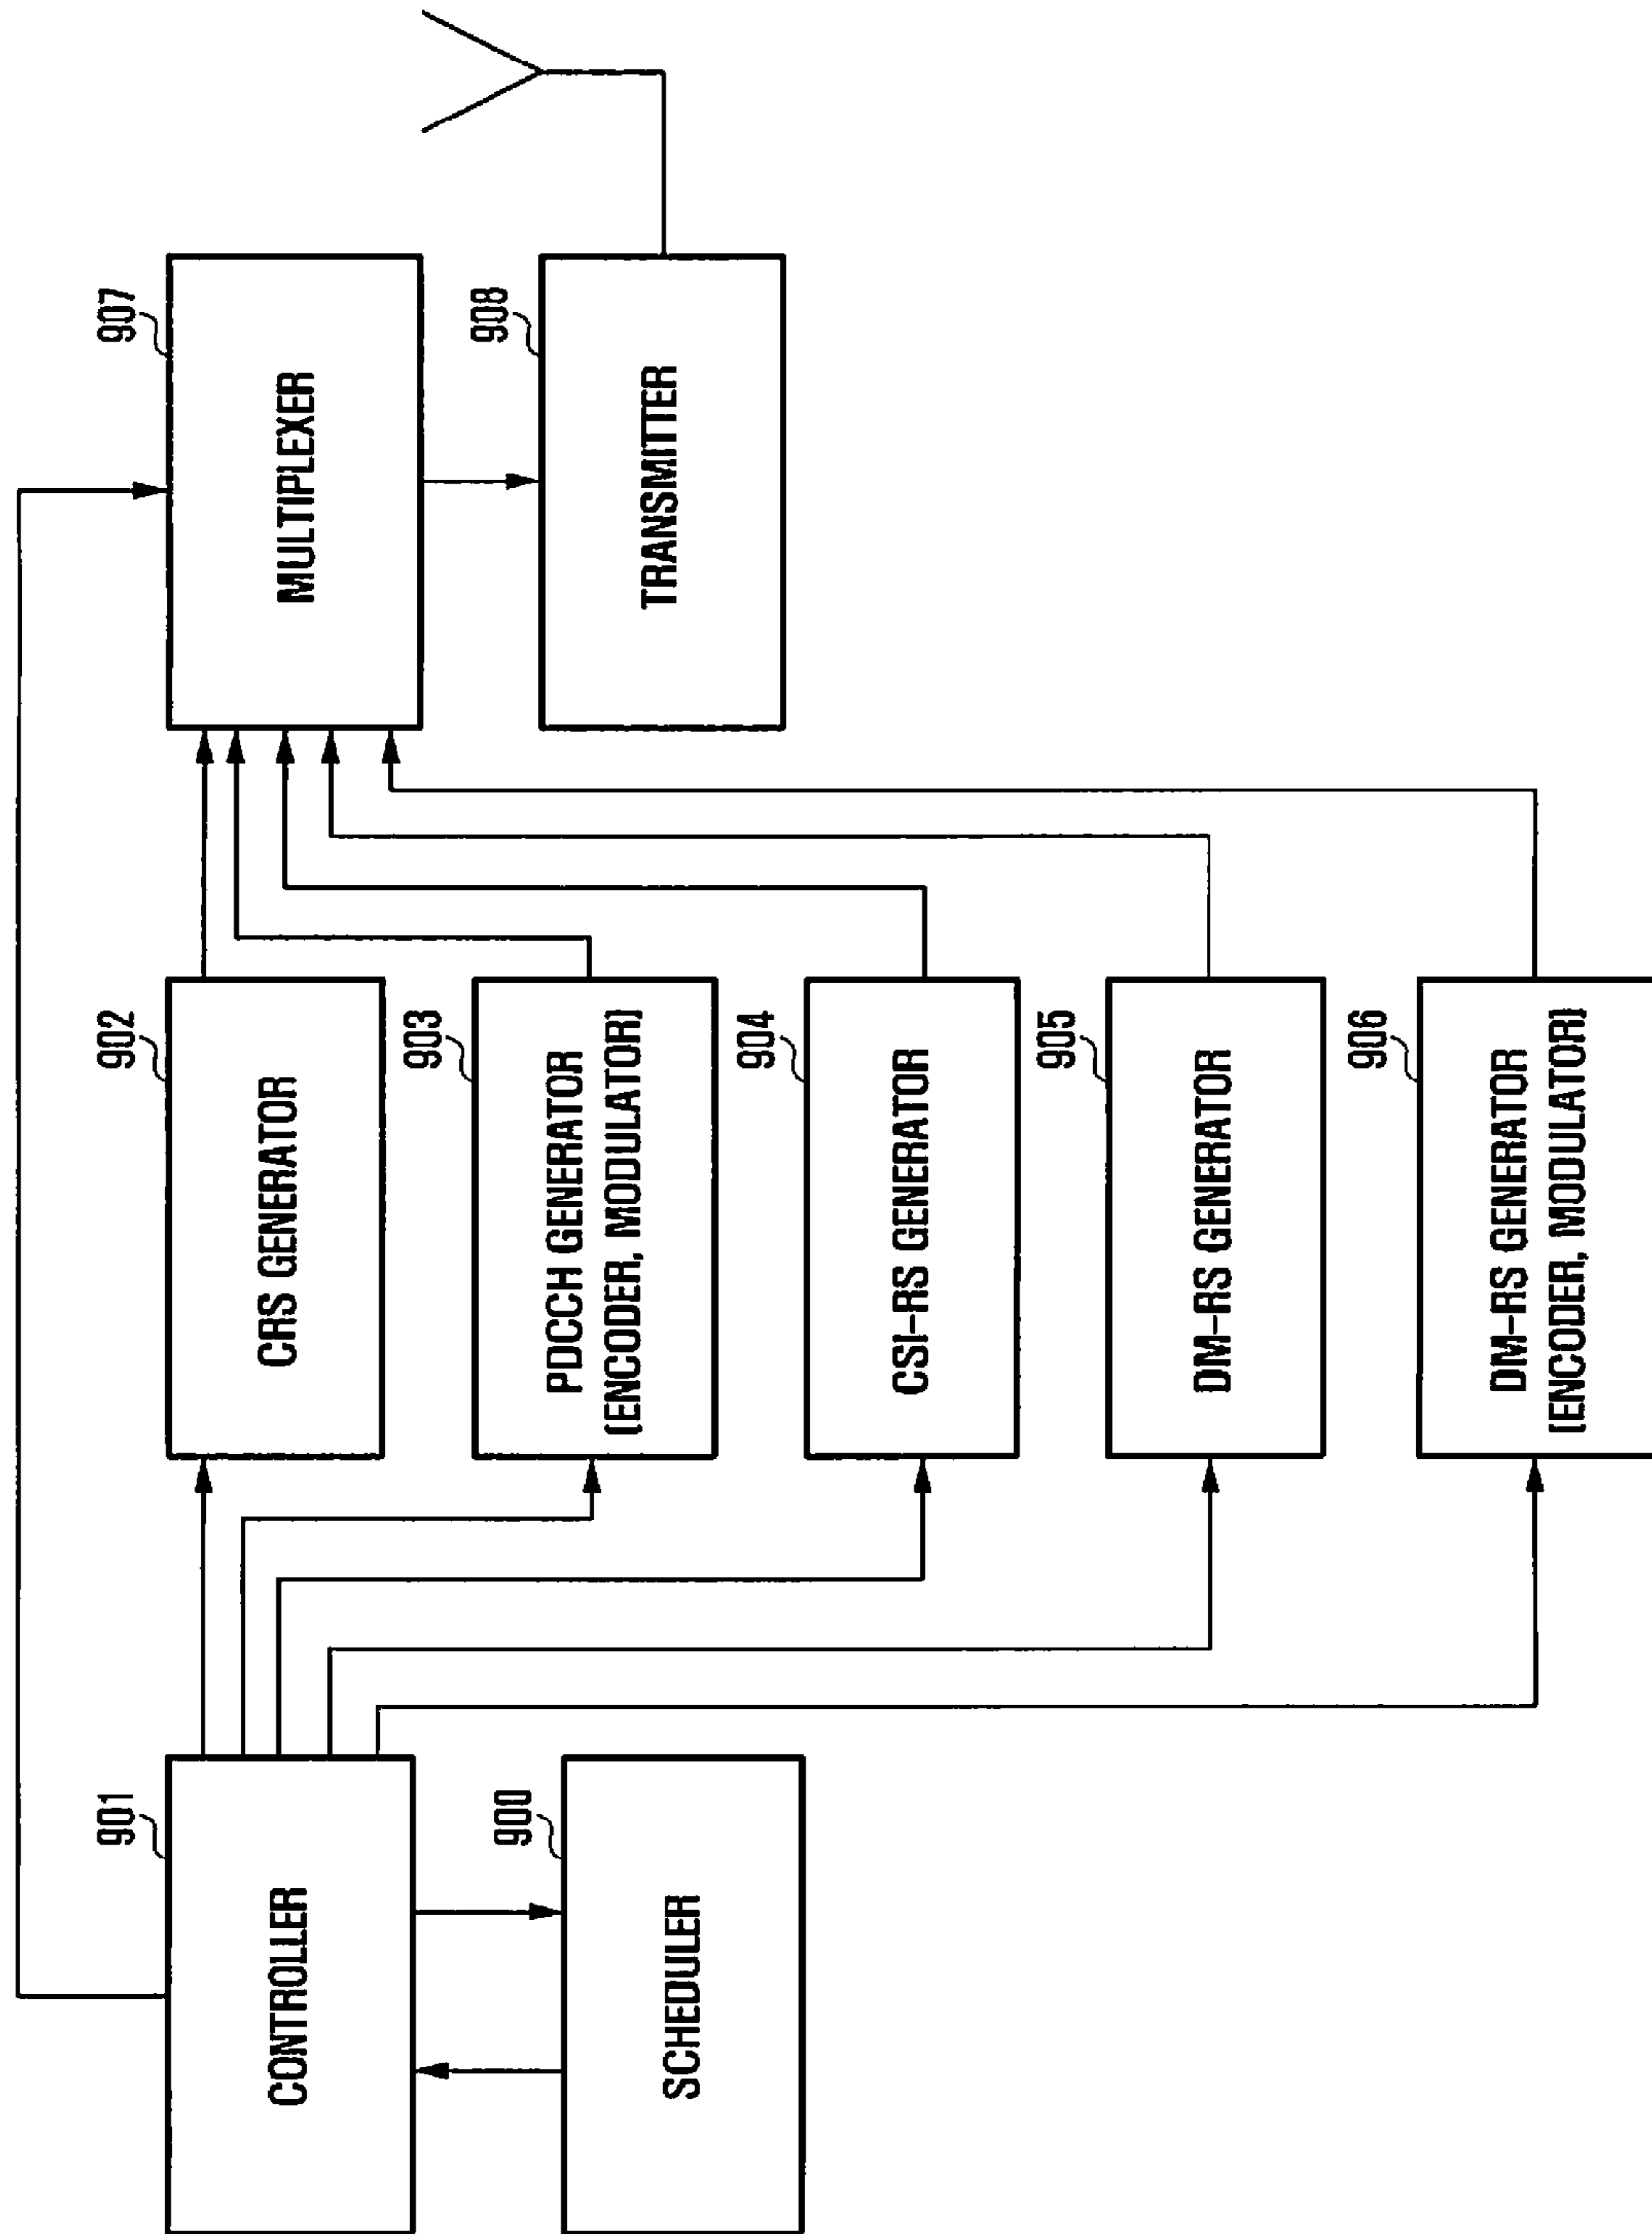 901
CONTROLLER
900
SCHEDULER
902
CRS GENERATOR
903
PDCCH GENERATOR
(ENCODER, MODULATOR)
904
CSI-RS GENERATOR
905
DM-RS GENERATOR
906
DM-RS GENERATOR
(ENCODER, MODULATOR)
907
MULTIPLEXER
908
TRANSMITTER